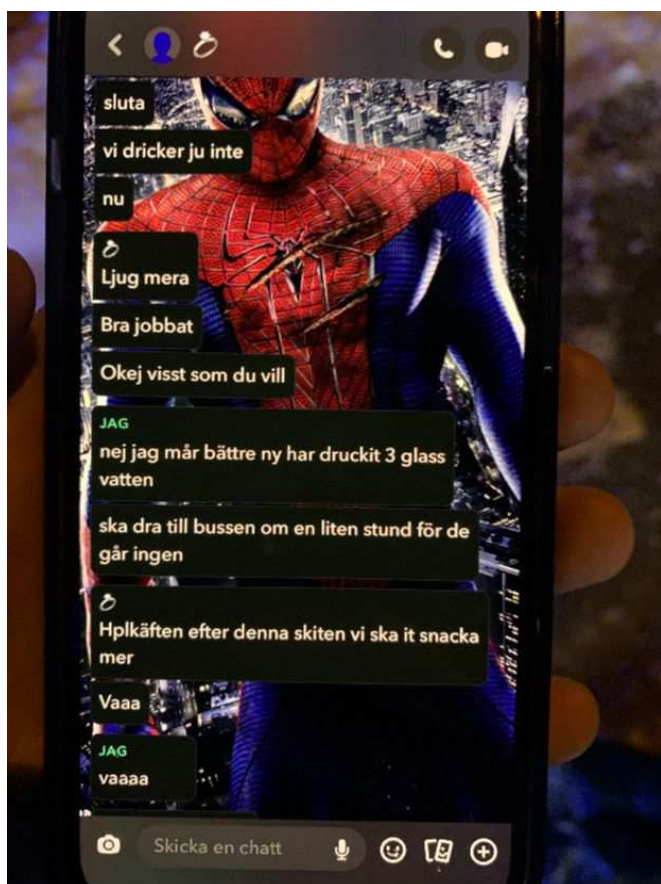 sluta
vi dricker ju inte
nu
Ljug mera
Bra jobbat
Okej visst som du vill
JAG
nej jag mår bättre ny har druckit 3 glass
vatten
ska dra till bussen om en liten stund för de
går ingen
Hplkäften efter denna skiten vi ska it snacka
mer
Vaaa
JAG
vaaaa
Skicka en chatt